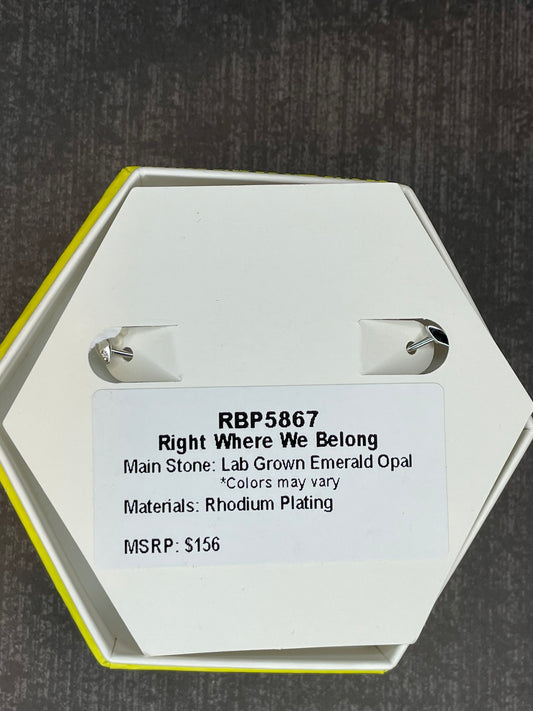 RBP5867
Right Where We Belong
Main Stone: Lab Grown Emerald Opal
*Colors may vary
Materials: Rhodium Plating
MSRP: $156